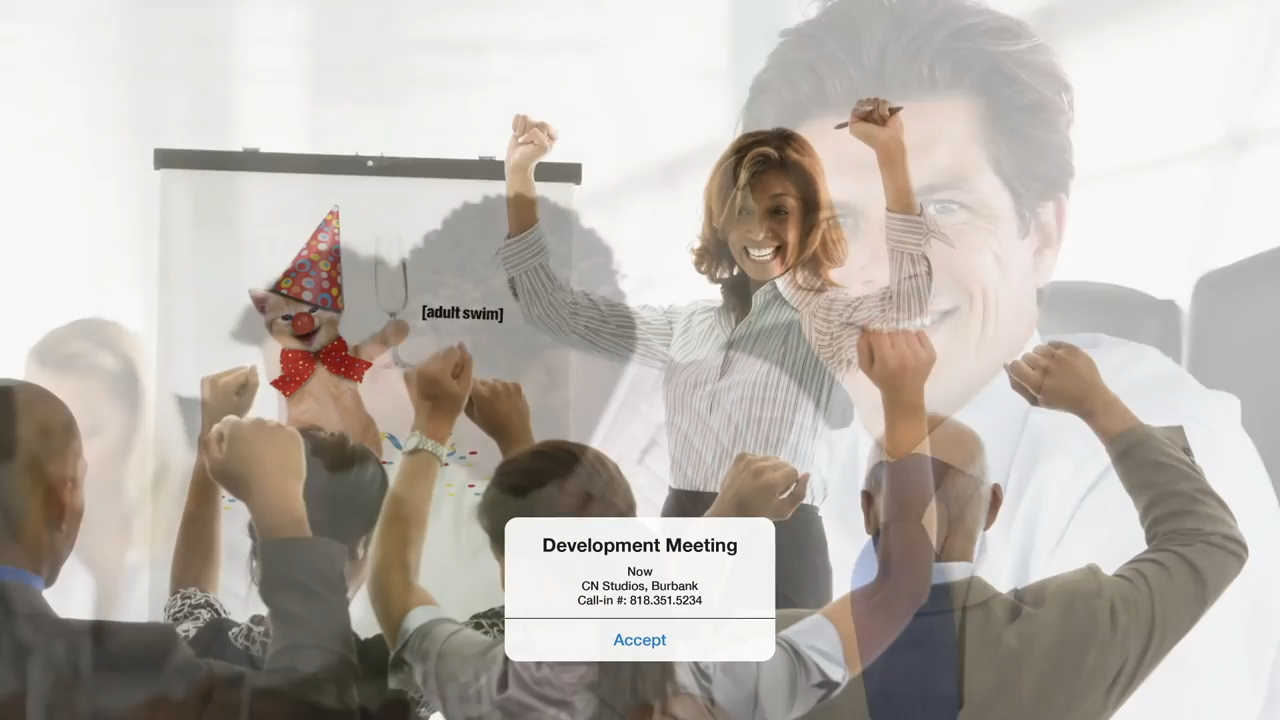 [adult swim]
Development Meeting
Now
CN Studios, Burbank
Call-in #: 818.351.5234
Accept